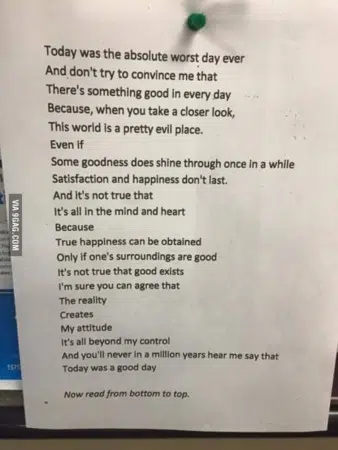 Today was the absolute worst day ever
And don't try to convince me that
There's something good in every day
Because, when you take a closer look,
This world is a pretty evil place.
Even if
Some goodness does shine through once in a while
Satisfaction and happiness don't last.
And it's not true that
It's all in the mind and heart
Because
True happiness can be obtained
Only if one's surroundings are good
It's not true that good exists
I'm sure you can agree that
The reality
Creates
My attitude
It's all beyond my control
And you'll never in a million years hear me say that
Today was a good day
Now read from bottom to top.
VIA 9GAG.COM